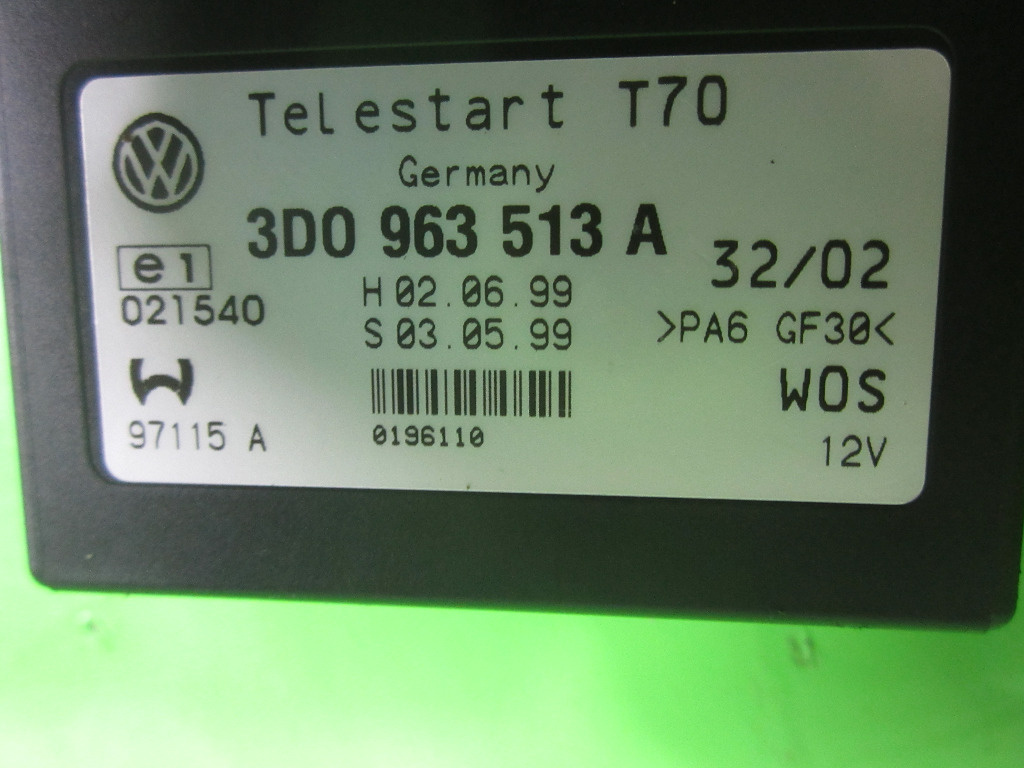 Telestart T70
Germany
3D0 963 513 A
e1
021540
32/02
H 02.06.99
S 03.05.99
>PA6 GF30<
WOS
97115 A
0196110
12V